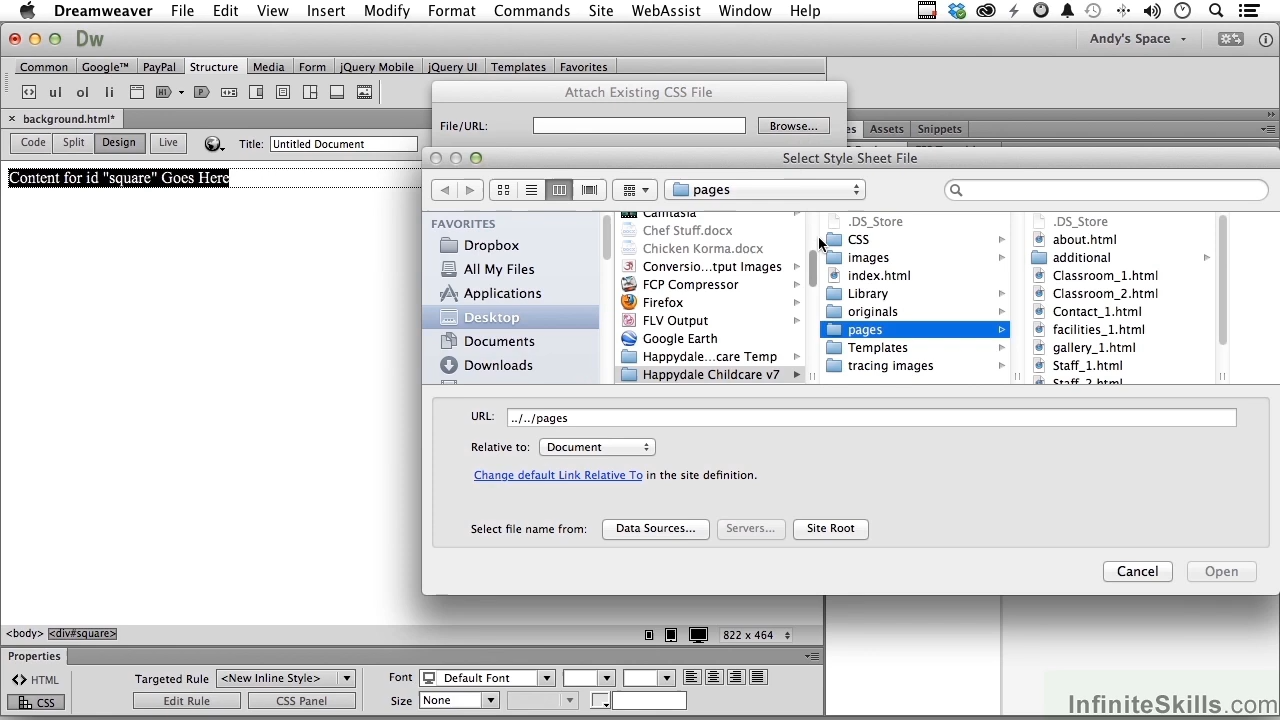 Dreamweaver File Edit View Insert Modify Format Commands Site WebAssist Window Help
Dw Andy's Space
Common Google™ PayPal Structure Media Form jQuery Mobile jQuery UI Templates Favorites
ul ol li HI P CSS
Attach Existing CSS File
background.html*
File/URL: Browse...
es Assets Snippets
Code Split Design Live Title: Untitled Document
Select Style Sheet File
Content for id "square" Goes Here
pages
FAVORITES
Dropbox
All My Files
Applications
Desktop
Documents
Downloads
Camtasia
Chef Stuff.docx
Chicken Korma.docx
Conversio...tput Images
FCP Compressor
Firefox
FLV Output
Google Earth
Happydale...care Temp
Happydale Childcare v7
.DS_Store
CSS
images
index.html
Library
originals
pages
Templates
tracing images
.DS_Store
about.html
additional
Classroom_1.html
Classroom_2.html
Contact_1.html
facilities_1.html
gallery_1.html
Staff_1.html
Staff_2.html
URL: ../../pages
Relative to: Document
Change default Link Relative To in the site definition.
Select file name from: Data Sources... Servers... Site Root
Cancel Open
<body> <div#square> 822 x 464
Properties
HTML Targeted Rule <New Inline Style> Font Default Font
CSS Edit Rule CSS Panel Size None
InfiniteSkills.com